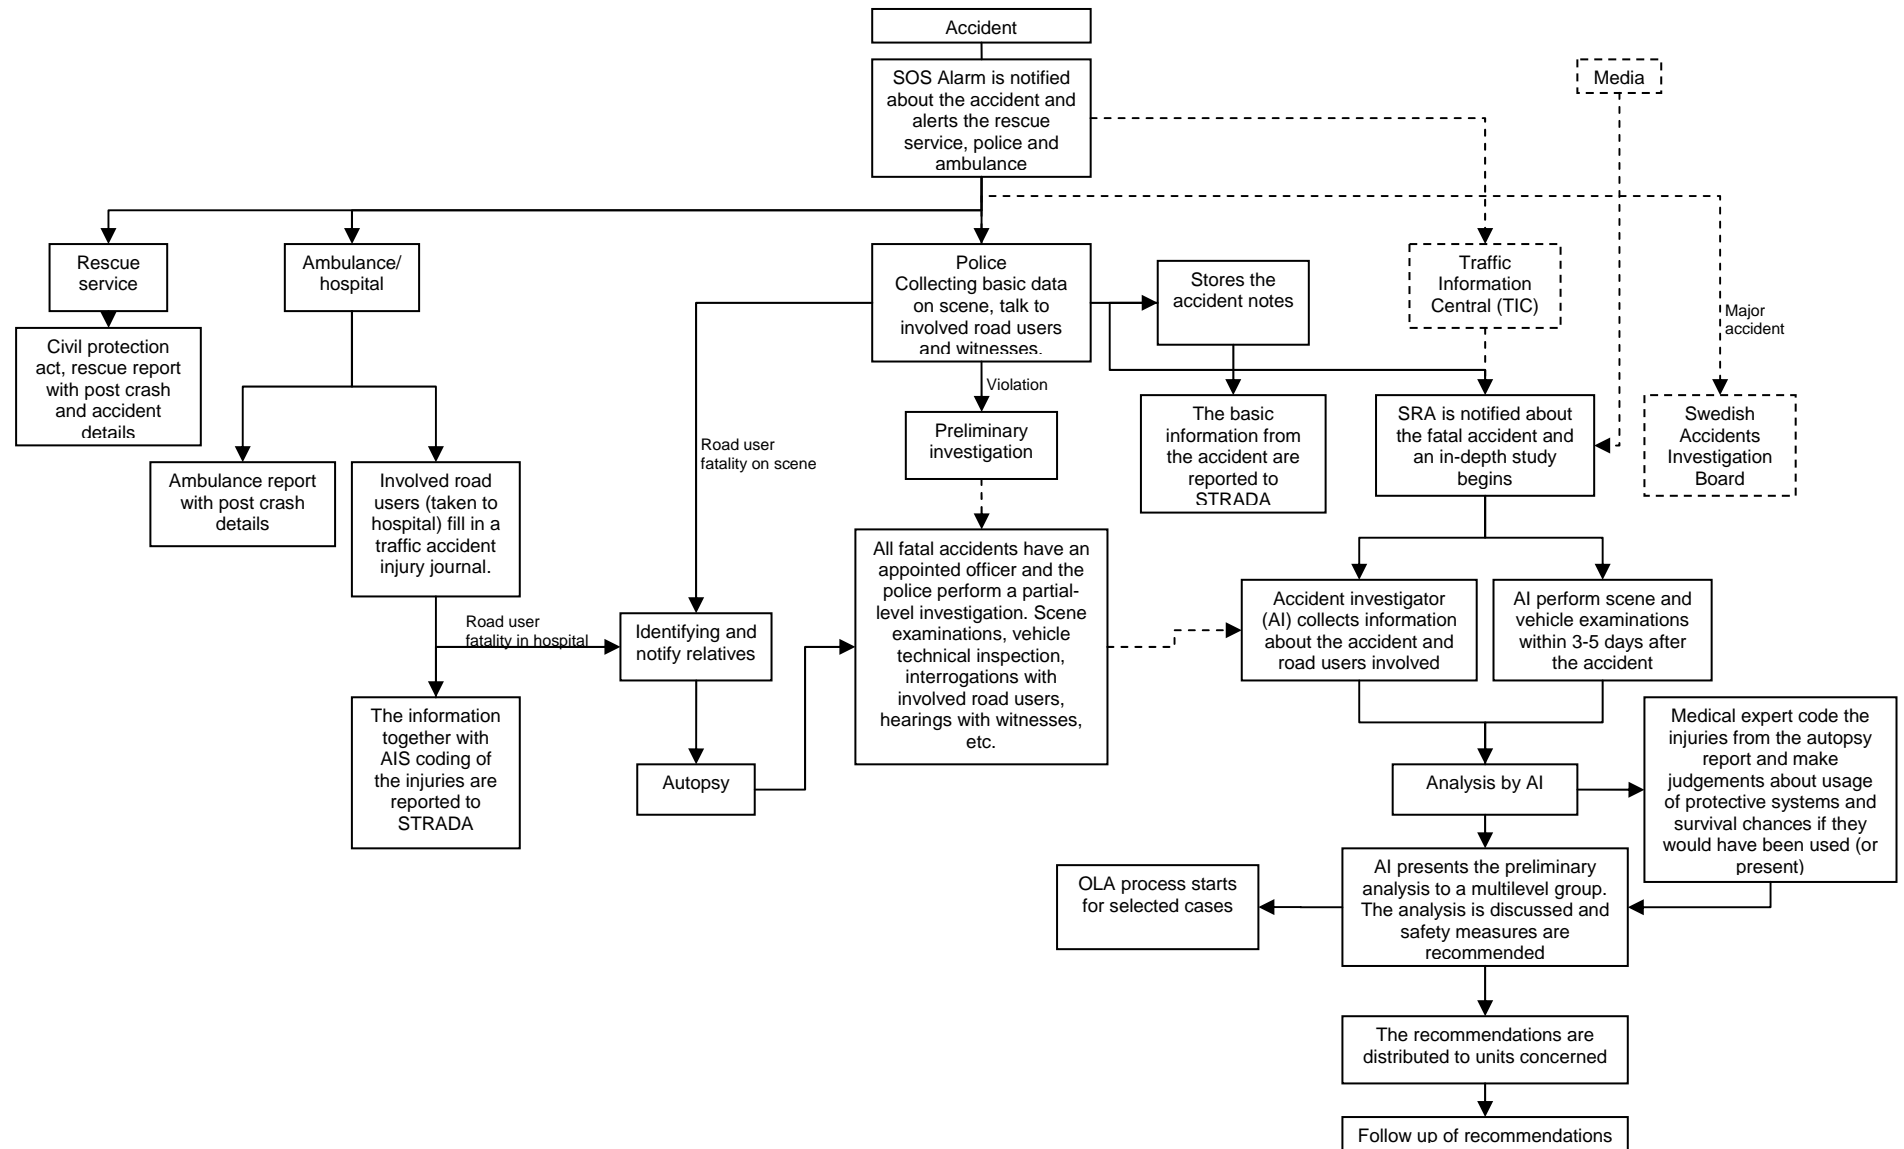 Accident
SOS Alarm is notified
about the accident and
alerts the rescue
service, police and
ambulance
Media
Rescue
service
Ambulance/
hospital
Police
Collecting basic data
on scene, talk to
involved road users
and witnesses.
Stores the
accident notes
Traffic
Information
Central (TIC)
Major
accident
Civil protection
act, rescue report
with post crash
and accident
details
Violation
Preliminary
investigation
The basic
information from
the accident are
reported to
STRADA
SRA is notified about
the fatal accident and
an in-depth study
begins
Swedish
Accidents
Investigation
Board
Road user
fatality on scene
Ambulance report
with post crash
details
Involved road
users (taken to
hospital) fill in a
traffic accident
injury journal.
All fatal accidents have an
appointed officer and the
police perform a partial-
level investigation. Scene
examinations, vehicle
technical inspection,
interrogations with
involved road users,
hearings with witnesses,
etc.
Accident investigator
(AI) collects information
about the accident and
road users involved
AI perform scene and
vehicle examinations
within 3-5 days after
the accident
Road user
fatality in hospital
Identifying and
notify relatives
The information
together with
AIS coding of
the injuries are
reported to
STRADA
Autopsy
Analysis by AI
Medical expert code the
injuries from the autopsy
report and make
judgements about usage
of protective systems and
survival chances if they
would have been used (or
present)
OLA process starts
for selected cases
AI presents the preliminary
analysis to a multilevel group.
The analysis is discussed and
safety measures are
recommended
The recommendations are
distributed to units concerned
Follow up of recommendations